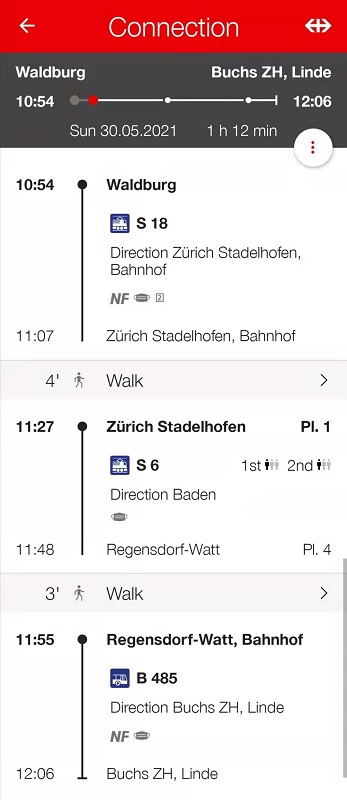 Connection
Waldburg Buchs ZH, Linde
10:54 12:06
Sun 30.05.2021 1 h 12 min
10:54 Waldburg
S 18
Direction Zürich Stadelhofen,
Bahnhof
NF 2
11:07 Zürich Stadelhofen, Bahnhof
4' Walk
11:27 Zürich Stadelhofen Pl. 1
S 6 1st 2nd
Direction Baden
11:48 Regensdorf-Watt Pl. 4
3' Walk
11:55 Regensdorf-Watt, Bahnhof
B 485
Direction Buchs ZH, Linde
NF
12:06 Buchs ZH, Linde